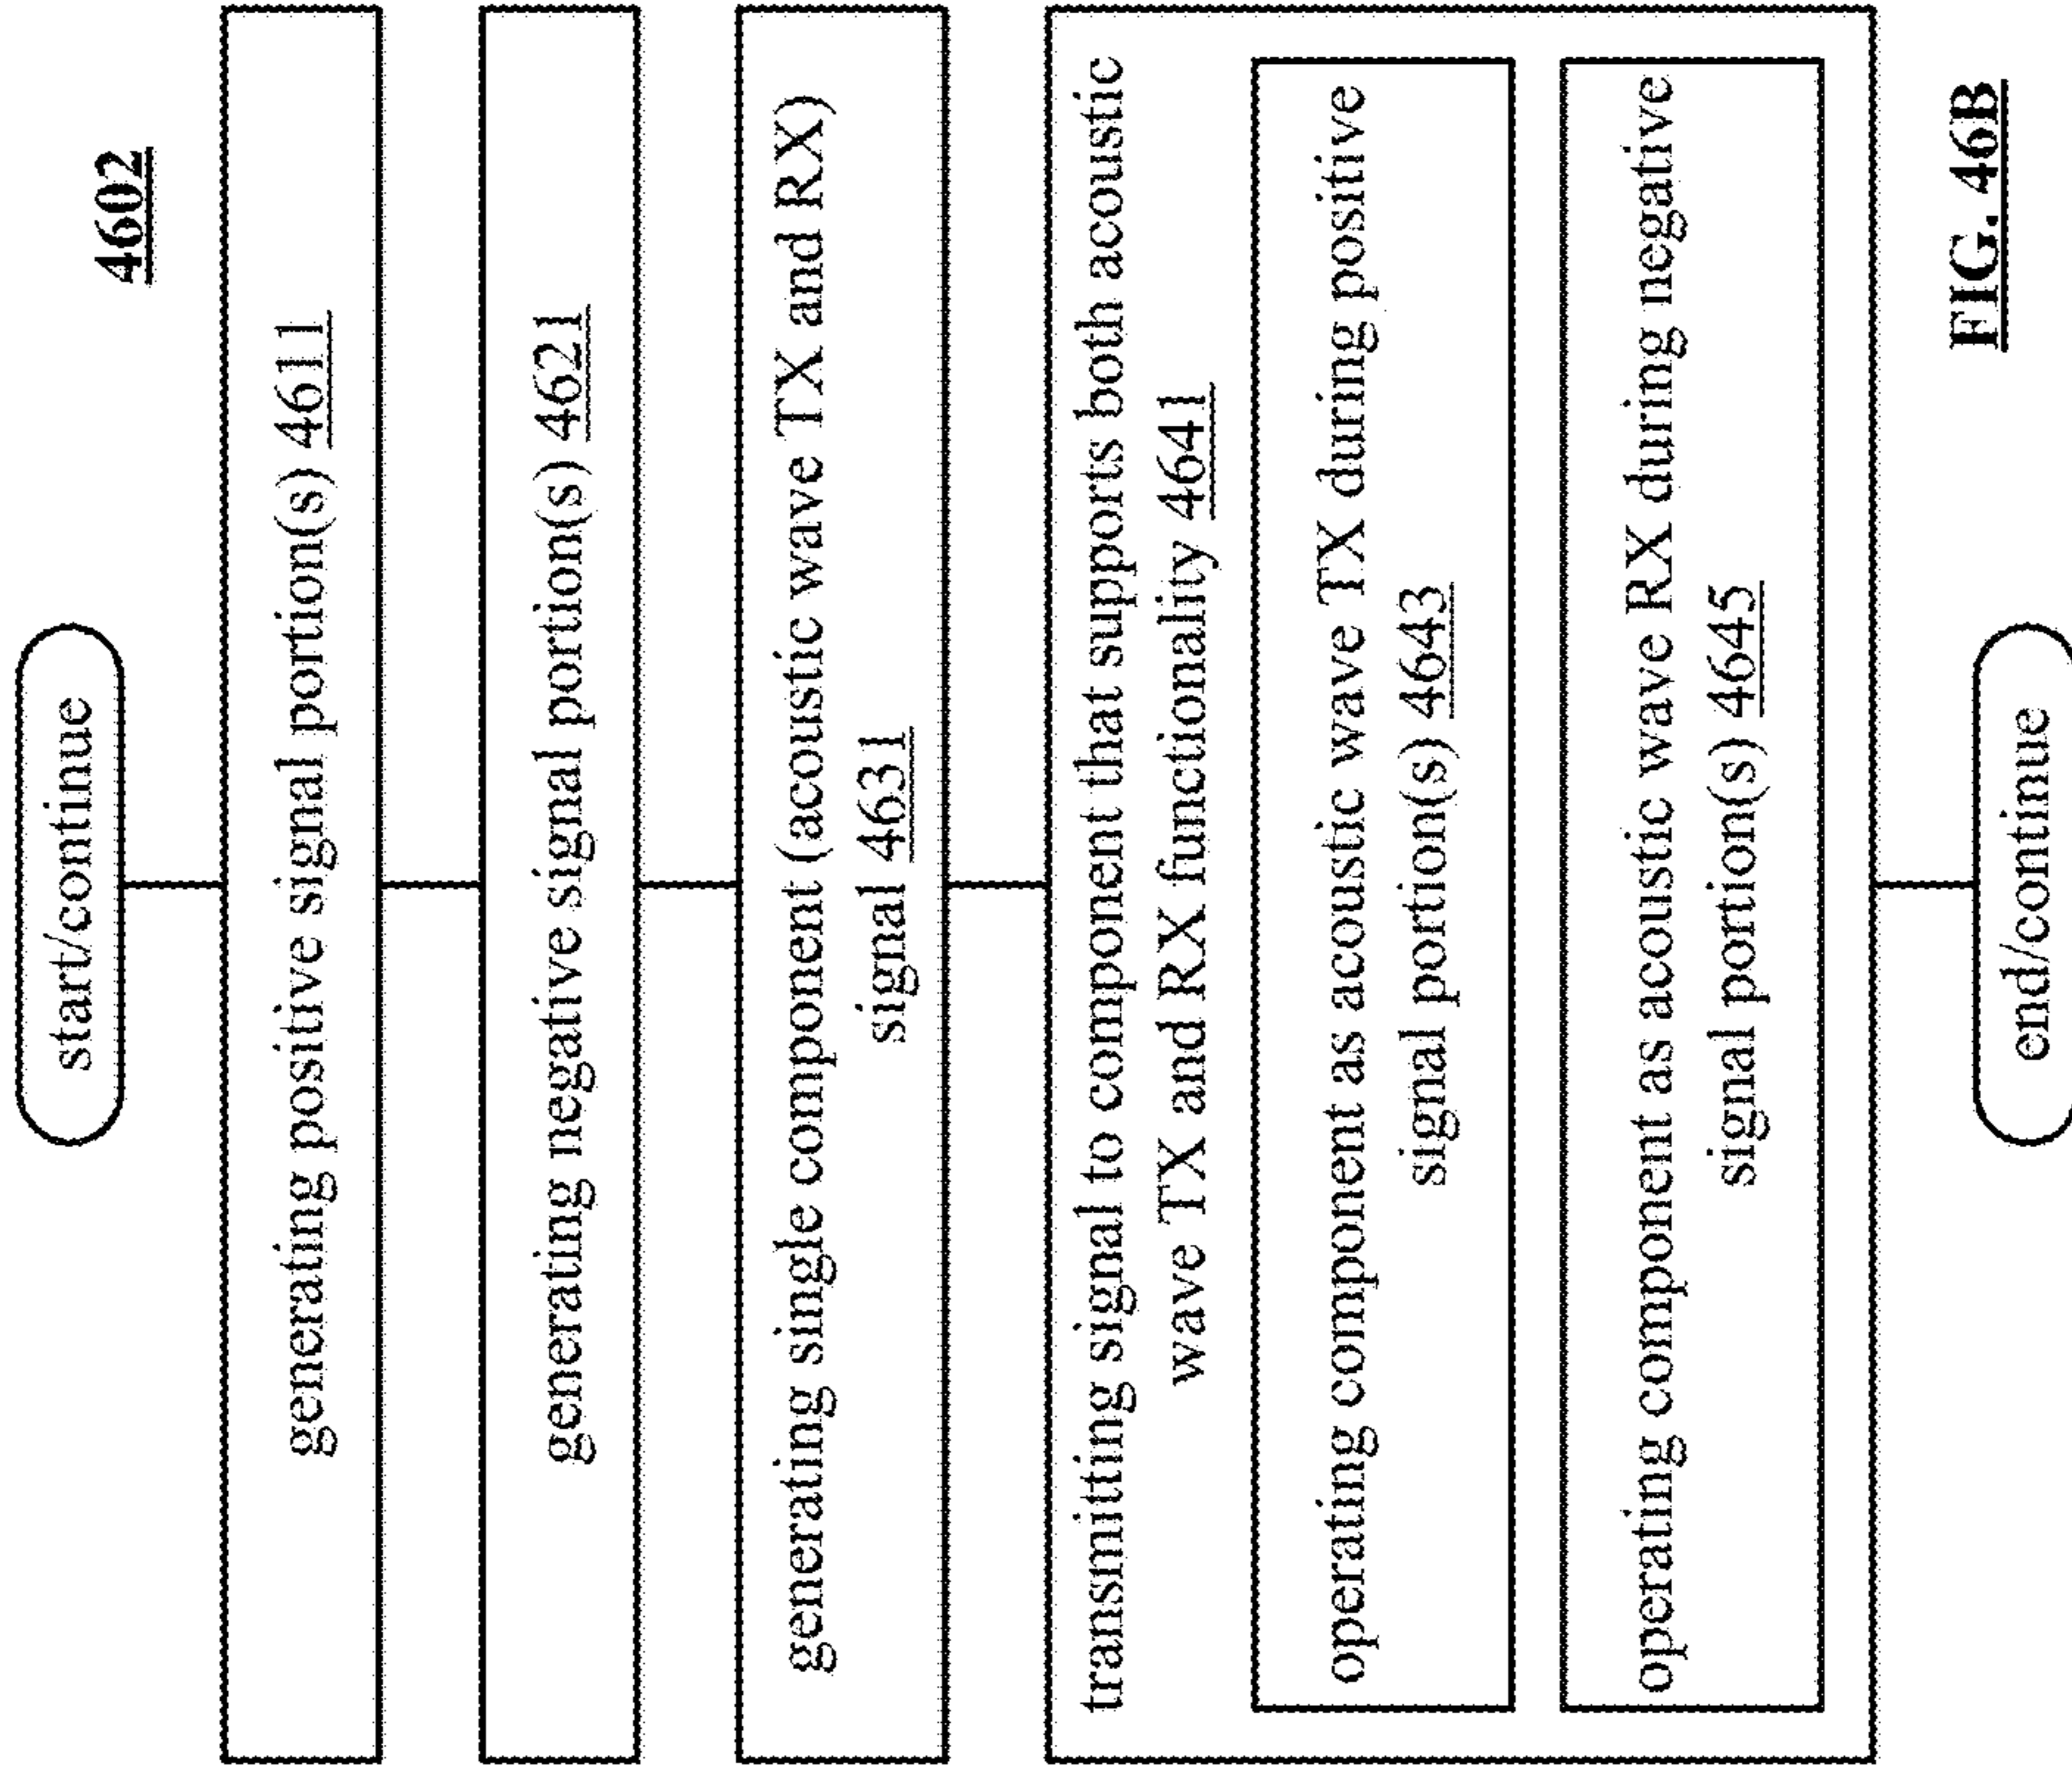 4602
start/continue
generating positive signal portion(s) 4611
generating negative signal portion(s) 4621
generating single component (acoustic wave TX and RX)
signal 4631
transmitting signal to component that supports both acoustic
wave TX and RX functionality 4641
operating component as acoustic wave TX during positive
signal portion(s) 4643
operating component as acoustic wave RX during negative
signal portion(s) 4645
end/continue
FIG. 46B